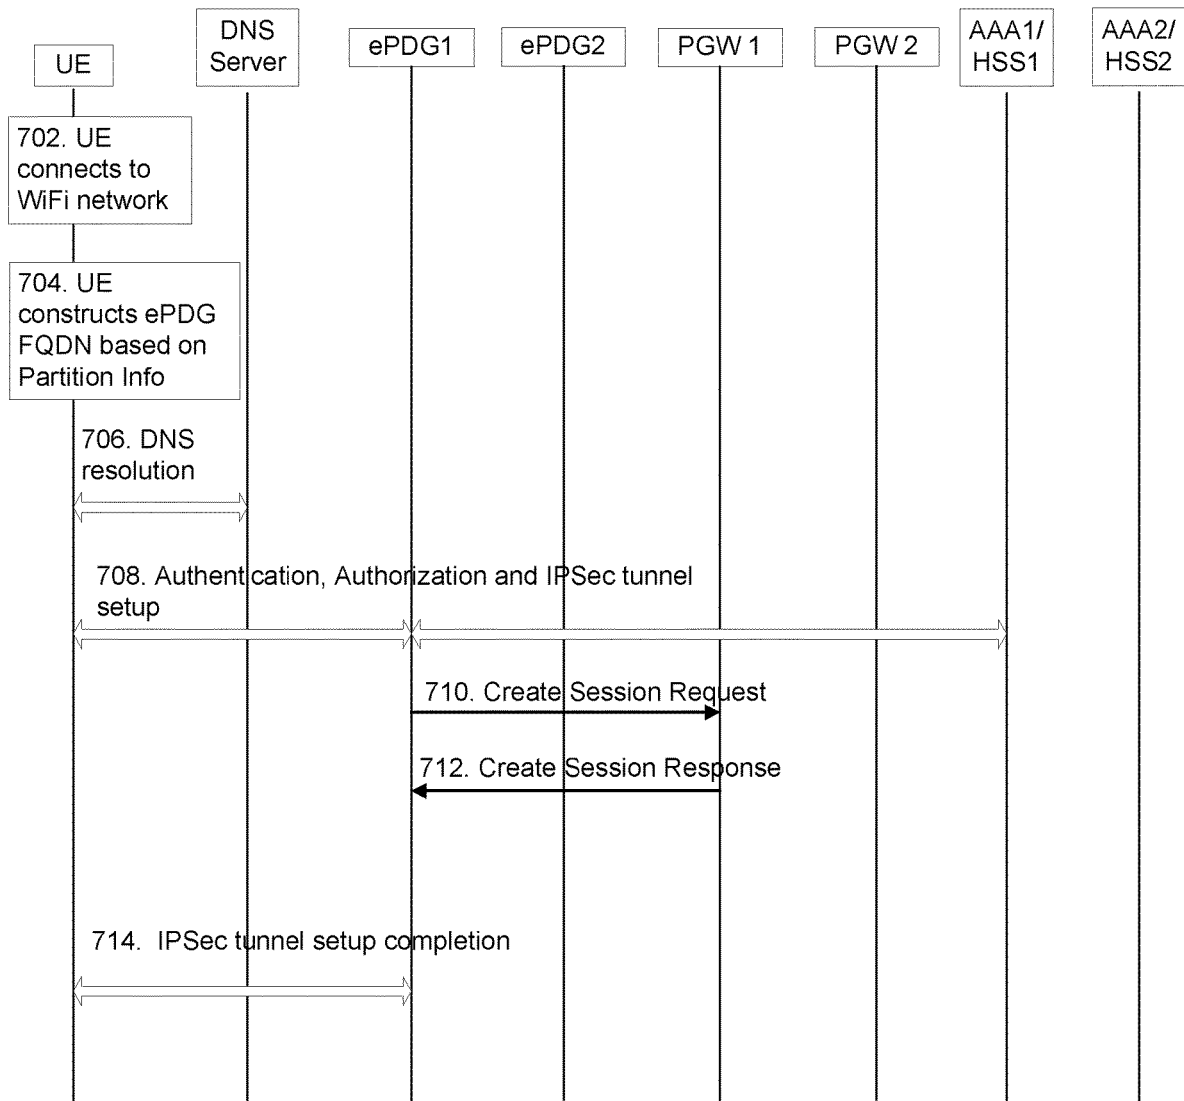 UE
DNS
Server
ePDG1
ePDG2
PGW 1
PGW 2
AAA1/
HSS1
AAA2/
HSS2
702. UE
connects to
WiFi network
704. UE
constructs ePDG
FQDN based on
Partition Info
706. DNS
resolution
708. Authentication, Authorization and IPSec tunnel
setup
710. Create Session Request
712. Create Session Response
714. IPSec tunnel setup completion